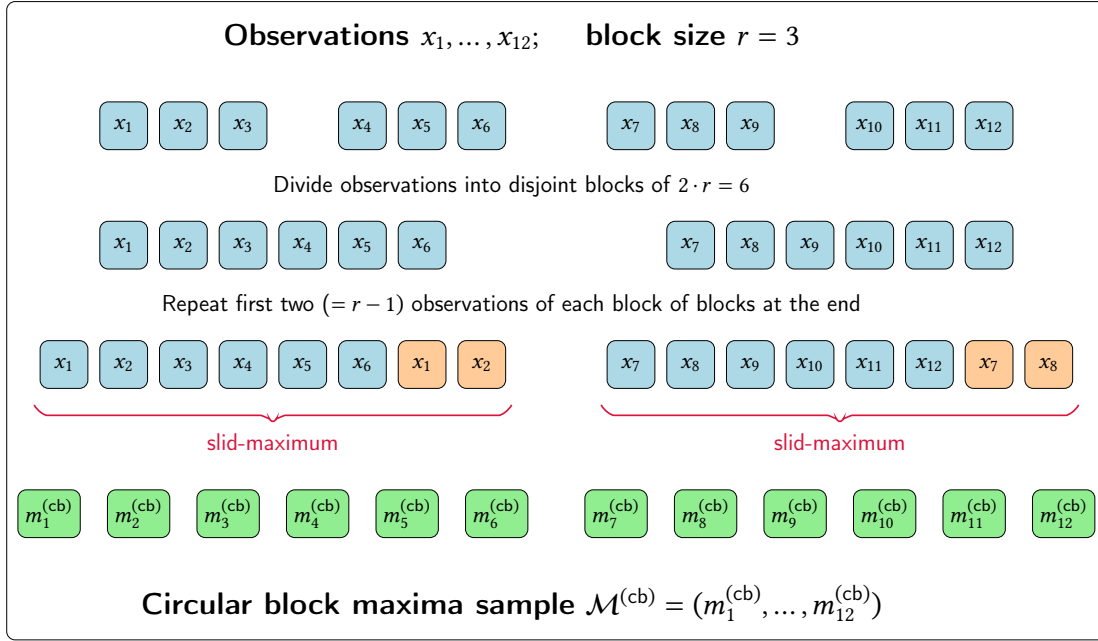 Observations x₁, ..., x₁₂; block size r = 3
x₁ x₂ x₃ x₄ x₅ x₆ x₇ x₈ x₉ x₁₀ x₁₁ x₁₂
Divide observations into disjoint blocks of 2 · r = 6
x₁ x₂ x₃ x₄ x₅ x₆ x₇ x₈ x₉ x₁₀ x₁₁ x₁₂
Repeat first two (= r − 1) observations of each block of blocks at the end
x₁ x₂ x₃ x₄ x₅ x₆ x₁ x₂ x₇ x₈ x₉ x₁₀ x₁₁ x₁₂ x₇ x₈
slid-maximum slid-maximum
m₁^(cb) m₂^(cb) m₃^(cb) m₄^(cb) m₅^(cb) m₆^(cb) m₇^(cb) m₈^(cb) m₉^(cb) m₁₀^(cb) m₁₁^(cb) m₁₂^(cb)
Circular block maxima sample ℳ^(cb) = (m₁^(cb), ..., m₁₂^(cb))